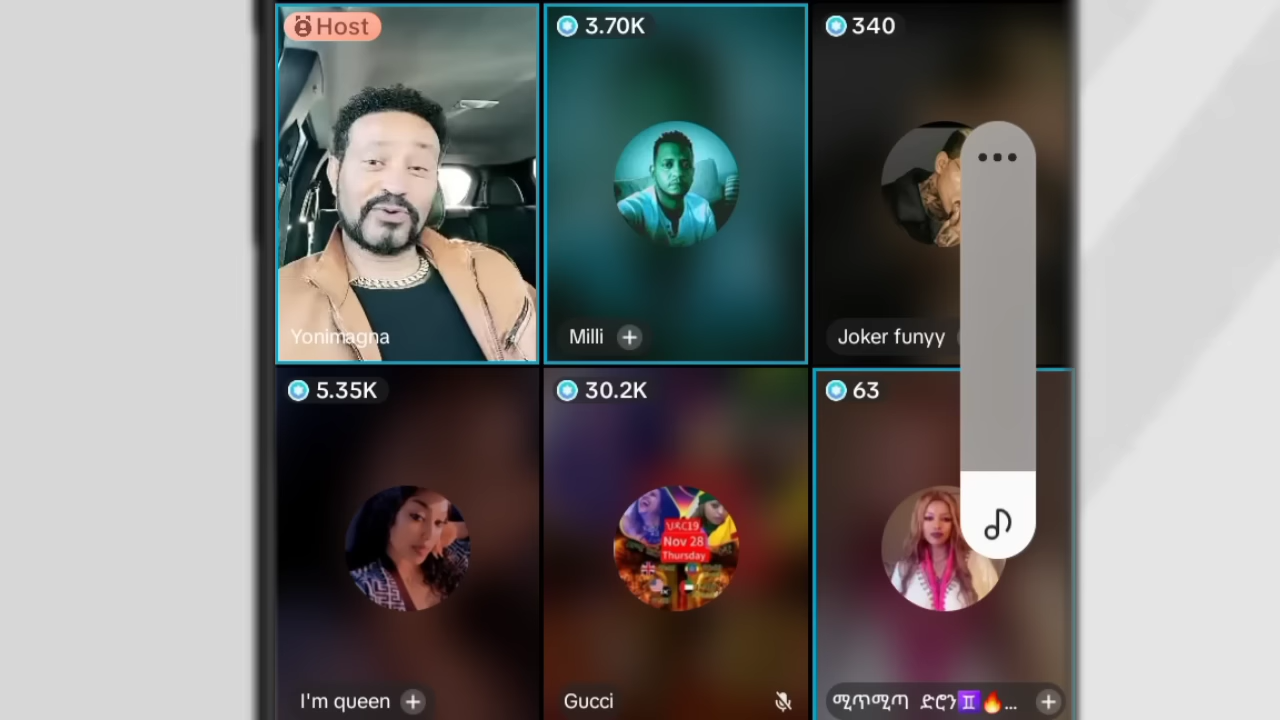 Host
3.70K
340
Yonimagna
Milli
Joker funyy
5.35K
30.2K
63
UKC19
Nov 28
Thursday
I'm queen
Gucci
ሚጥሚጣ ድሮን♊🔥...